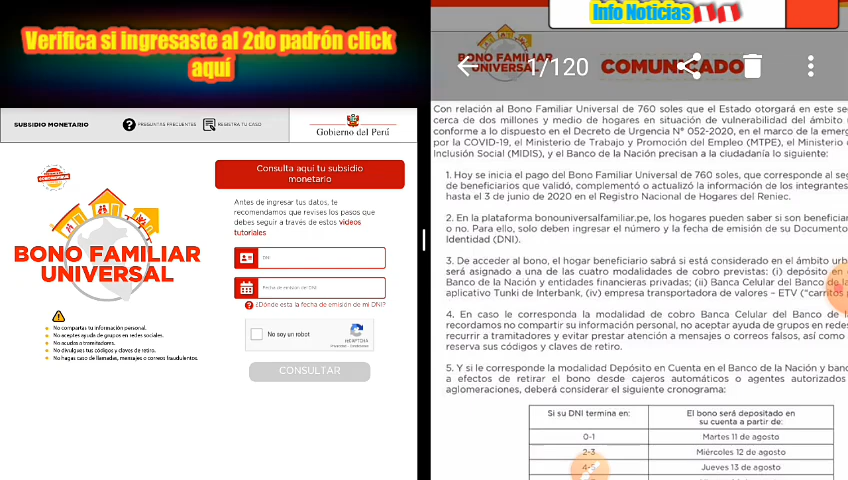 Verifica si ingresaste al 2do padrón click
aquí
SUBSIDIO MONETARIO
PREGUNTAS FRECUENTES
REGISTRA TU CASO
Gobierno del Perú
BONO FAMILIAR
UNIVERSAL
No compartas tu información personal.
No aceptes ayuda de grupos en redes sociales.
No acudas a tramitadores.
No divulgues tus códigos y claves de retiro.
No hagas caso de llamadas, mensajes o correos fraudulentos.
Consulta aquí tu subsidio
monetario
Antes de ingresar tus datos, te
recomendamos que revises los pasos que
debes seguir a través de estos videos
tutoriales
DNI
Fecha de emisión de DNI
¿Dónde esta la fecha de emisión de mi DNI?
No soy un robot
reCAPTCHA
CONSULTAR
Info Noticias
BONO FAMILIAR
UNIVERSAL
1/120
COMUNICADO
Con relación al Bono Familiar Universal de 760 soles que el Estado otorgará en este
cerca de dos millones y medio de hogares en situación de vulnerabilidad del ámbito
conforme a lo dispuesto en el Decreto de Urgencia N° 052-2020, en el marco de la
por la COVID-19, el Ministerio de Trabajo y Promoción del Empleo (MTPE), el Ministerio
Inclusión Social (MIDIS), y el Banco de la Nación precisan a la ciudadanía lo siguiente:
1. Hoy se inicia el pago del Bono Familiar Universal de 760 soles, que corresponde al
de beneficiarios que validó, complementó o actualizó la información de los integrantes
hasta el 3 de junio de 2020 en el Registro Nacional de Hogares del Reniec.
2. En la plataforma bonouniversalfamiliar.pe, los hogares pueden saber si son
o no. Para ello, solo deben ingresar el número y la fecha de emisión de su
Identidad (DNI).
3. De acceder al bono, el hogar beneficiario sabrá si está considerado en el ámbito
será asignado a una de las cuatro modalidades de cobro previstas: (i) depósito en
Banco de la Nación y entidades financieras privadas; (ii) Banca Celular del Banco de
aplicativo Tunki de Interbank, (iv) empresa transportadora de valores – ETV
4. En caso le corresponda la modalidad de cobro Banca Celular del Banco de
recordamos no compartir su información personal, no aceptar ayuda de grupos en
recurrir a tramitadores y evitar prestar atención a mensajes o correos falsos, así como
reserva sus códigos y claves de retiro.
5. Y si le corresponde la modalidad Depósito en Cuenta en el Banco de la Nación y
a efectos de retirar el bono desde cajeros automáticos o agentes autorizados
aglomeraciones, deberá considerar el siguiente cronograma:
Si su DNI termina en:
El bono será depositado en
su cuenta a partir de:
0-1
Martes 11 de agosto
2-3
Miércoles 12 de agosto
4-5
Jueves 13 de agosto